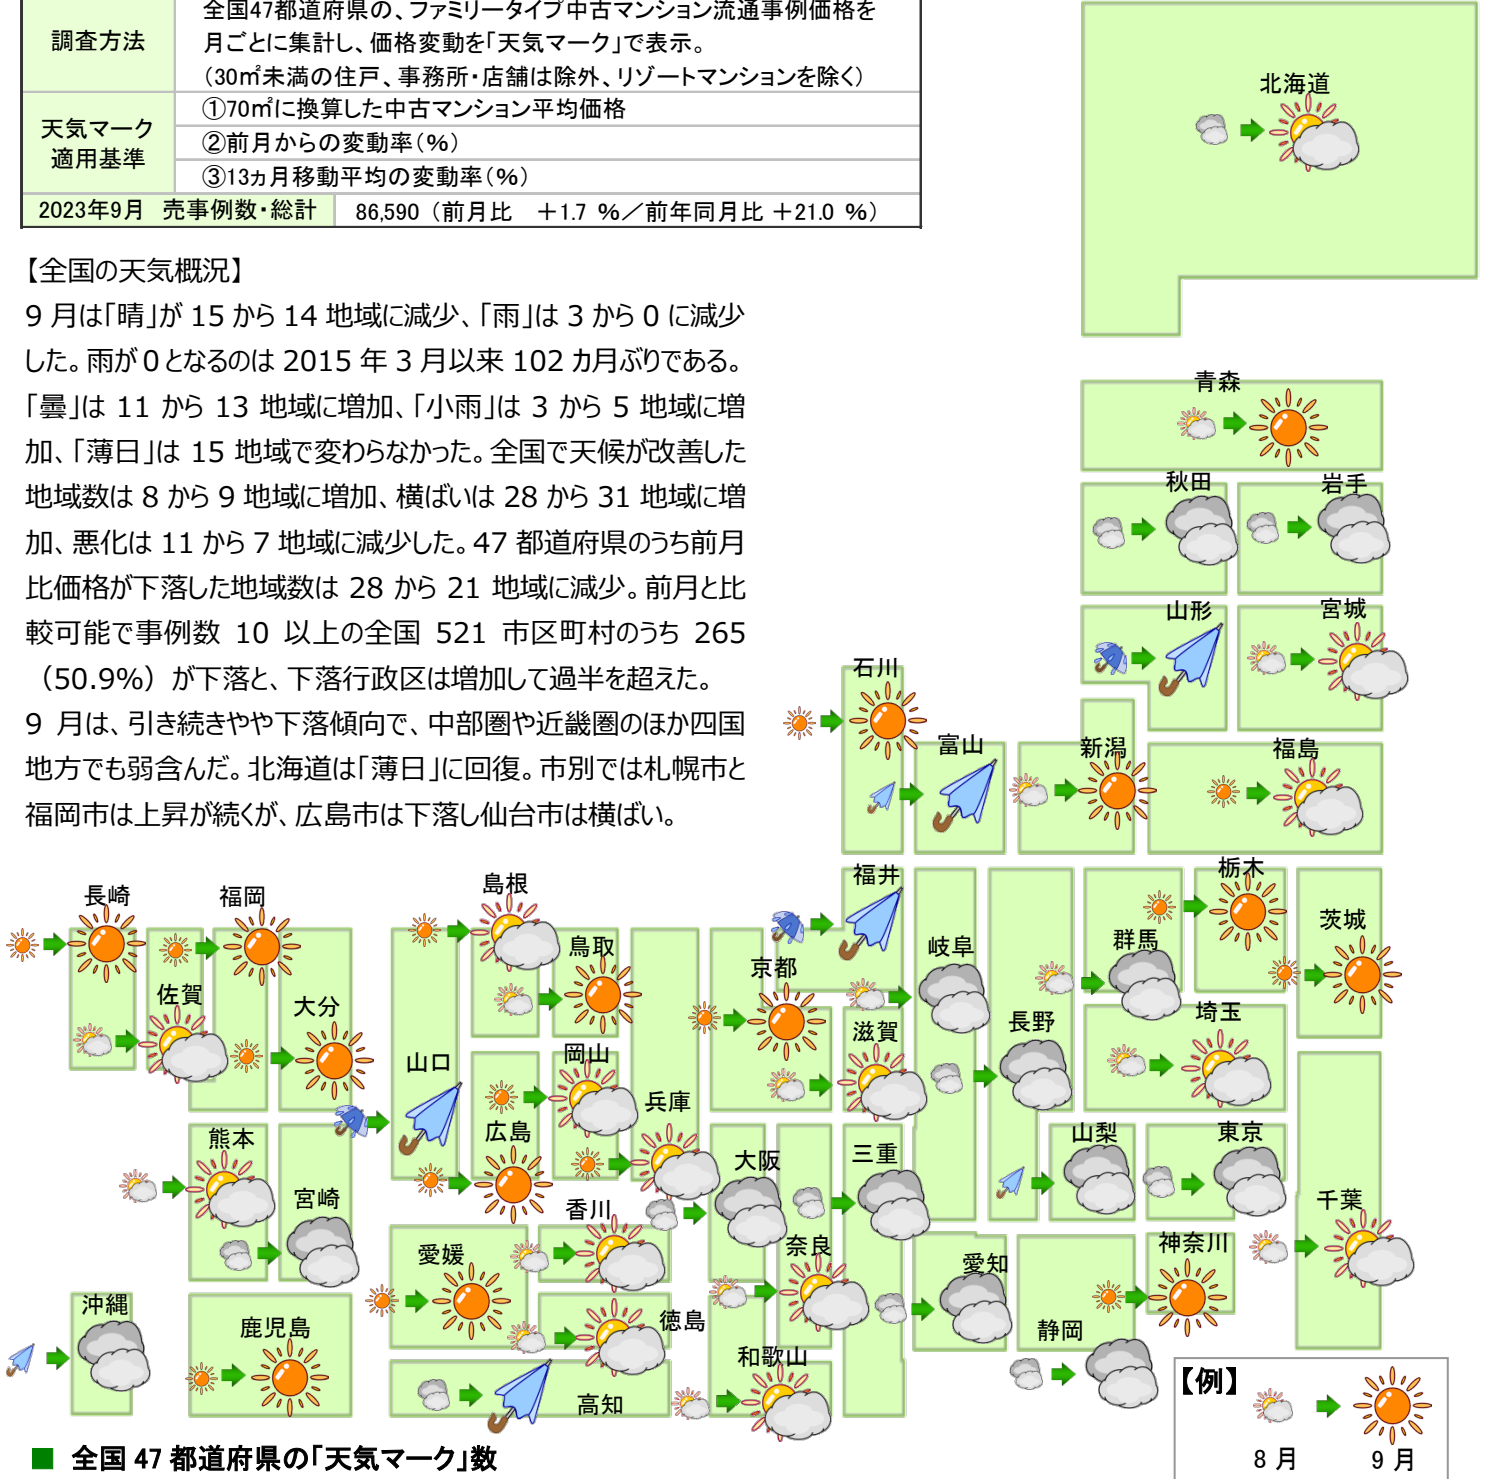 全国47都道府県の、ファミリータイプ中古マンション流通事例価格を
調査方法
月ごとに集計し、価格変動を「天気マーク」で表示。
（30㎡未満の住戸、事務所・店舗は除外、リゾートマンションを除く）
天気マーク
適用基準
①70㎡に換算した中古マンション平均価格
②前月からの変動率（%）
③13ヵ月移動平均の変動率（%）
2023年9月　売事例数・総計
86,590（前月比　＋1.7 %／前年同月比 ＋21.0 %）
【全国の天気概況】
9 月は「晴」が 15 から 14 地域に減少、「雨」は 3 から 0 に減少
した。雨が 0 となるのは 2015 年 3 月以来 102 カ月ぶりである。
「曇」は 11 から 13 地域に増加、「小雨」は 3 から 5 地域に増
加、「薄日」は 15 地域で変わらなかった。全国で天候が改善した
地域数は 8 から 9 地域に増加、横ばいは 28 から 31 地域に増
加、悪化は 11 から 7 地域に減少した。47 都道府県のうち前月
比価格が下落した地域数は 28 から 21 地域に減少。前月と比
較可能で事例数 10 以上の全国 521 市区町村のうち 265
（50.9%）が下落と、下落行政区は増加して過半を超えた。
9 月は、引き続きやや下落傾向で、中部圏や近畿圏のほか四国
地方でも弱含んだ。北海道は「薄日」に回復。市別では札幌市と
福岡市は上昇が続くが、広島市は下落し仙台市は横ばい。
北海道
青森
秋田
岩手
山形
宮城
石川
富山
新潟
福島
長崎
福岡
島根
福井
栃木
茨城
佐賀
大分
鳥取
京都
岐阜
群馬
山口
岡山
滋賀
長野
埼玉
熊本
宮崎
広島
兵庫
大阪
三重
山梨
東京
千葉
香川
愛媛
奈良
愛知
神奈川
沖縄
鹿児島
徳島
静岡
和歌山
高知
【例】
8 月
9 月
■ 全国 47 都道府県の「天気マーク」数